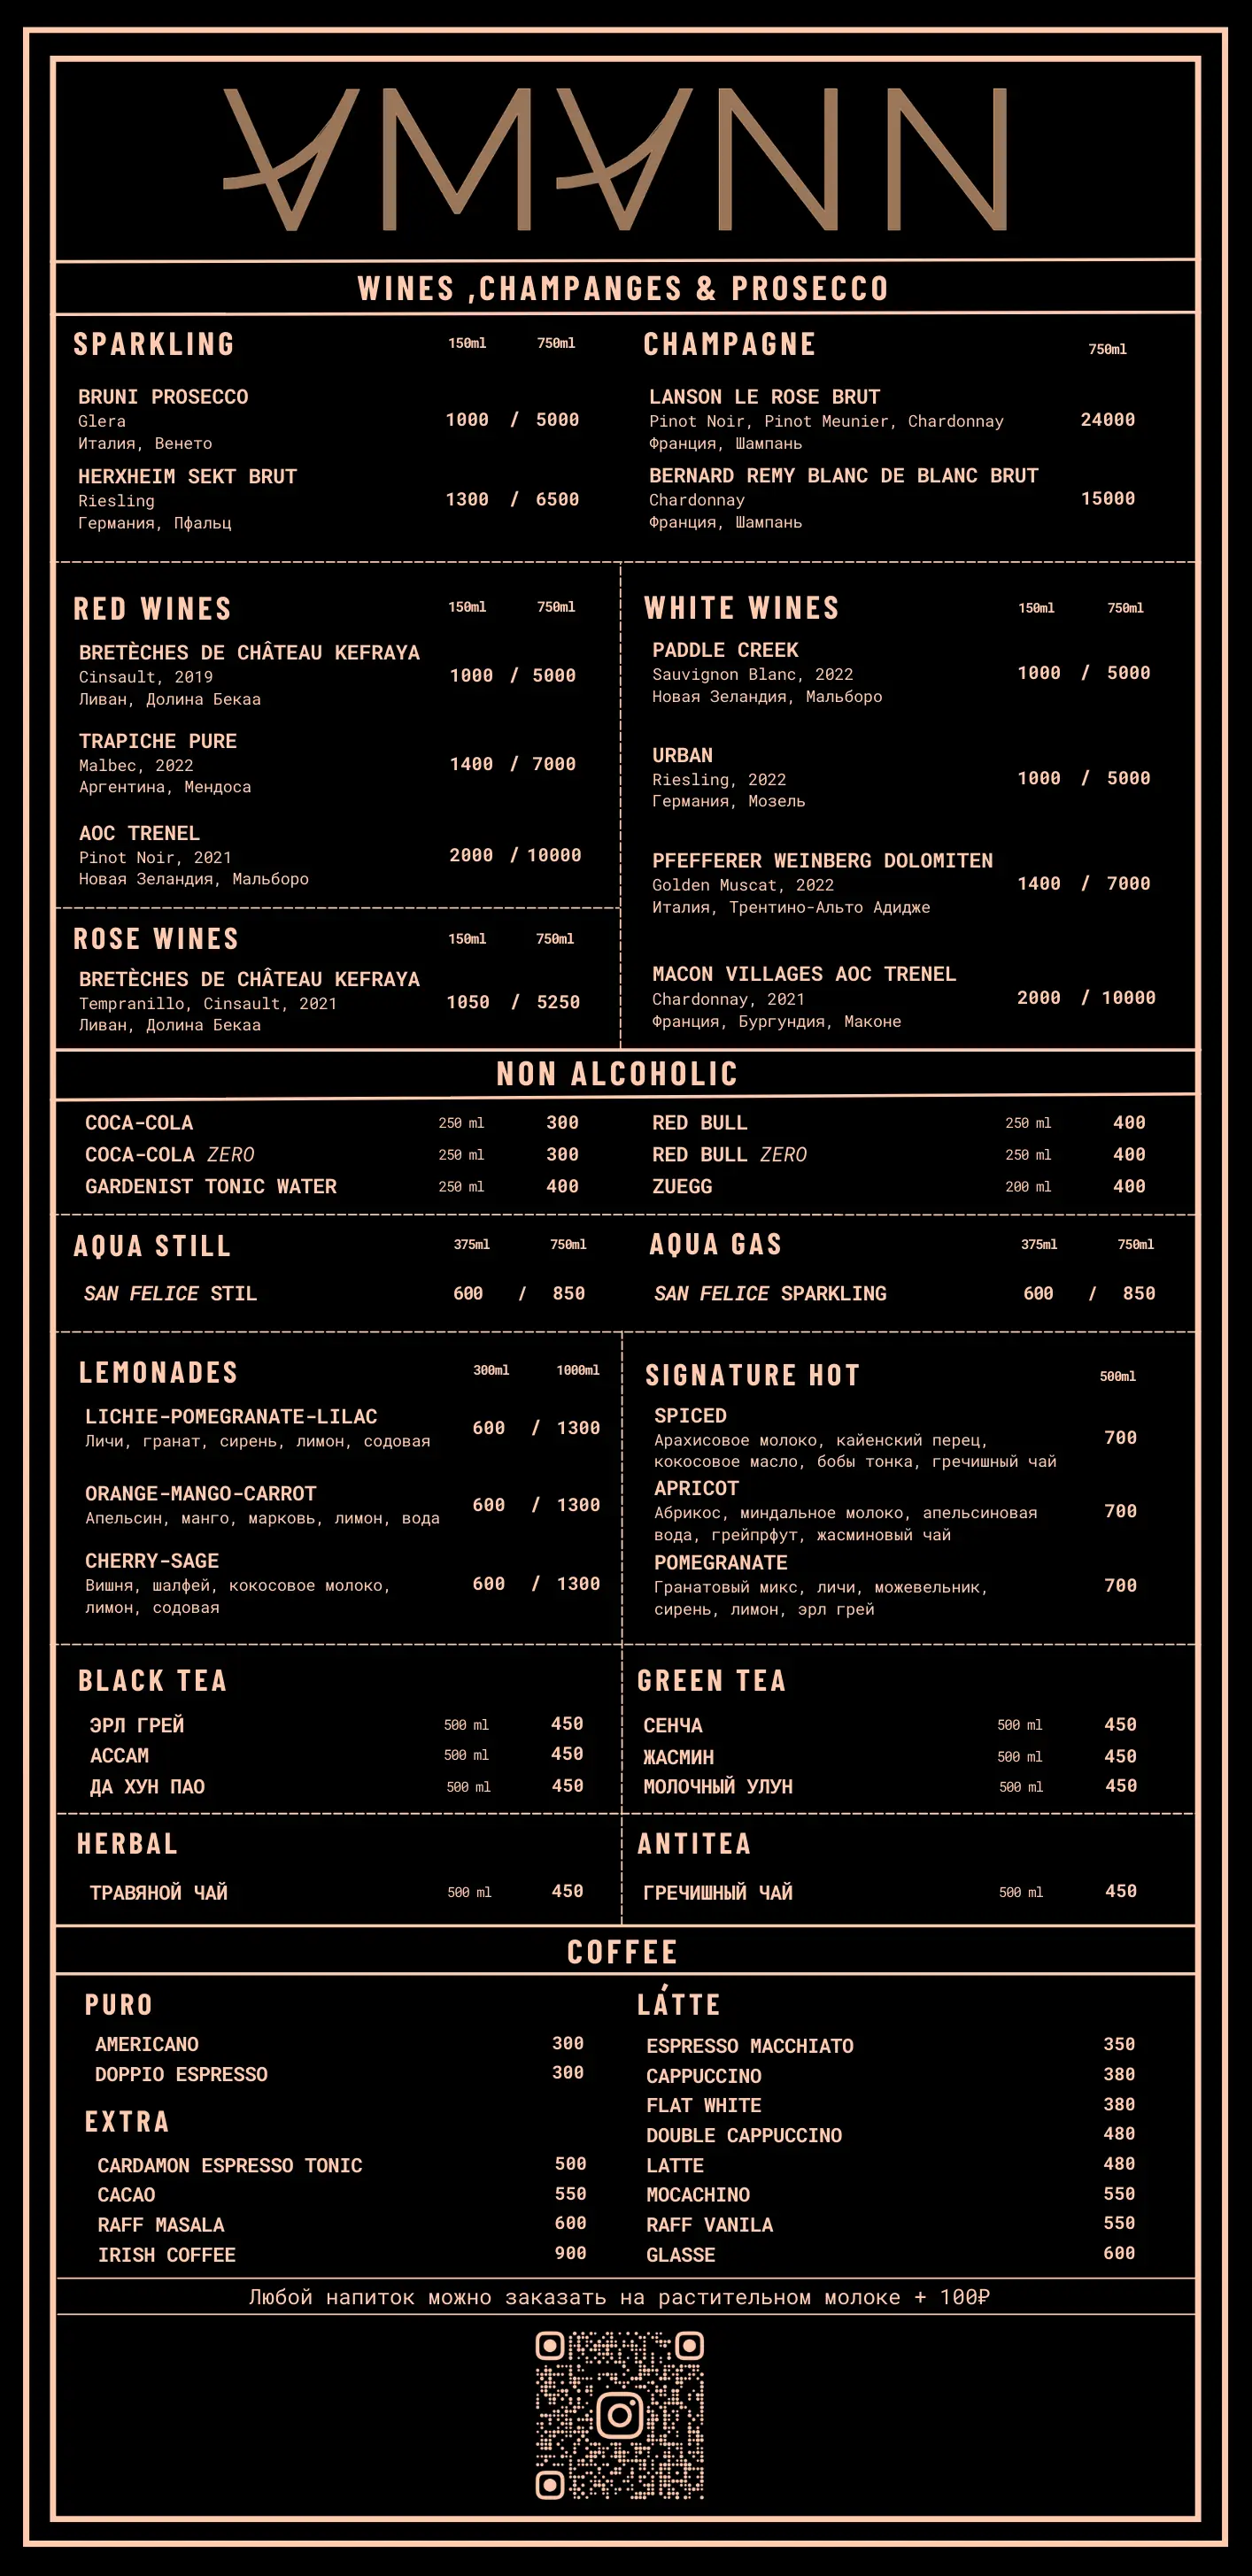 AMANN
WINES ,CHAMPANGES & PROSECCO
SPARKLING 150ml 750ml
BRUNI PROSECCO
Glera 1000 / 5000
Италия, Венето
HERXHEIM SEKT BRUT
Riesling 1300 / 6500
Германия, Пфальц
CHAMPAGNE 750ml
LANSON LE ROSE BRUT
Pinot Noir, Pinot Meunier, Chardonnay 24000
Франция, Шампань
BERNARD REMY BLANC DE BLANC BRUT
Chardonnay 15000
Франция, Шампань
RED WINES 150ml 750ml
BRETÈCHES DE CHÂTEAU KEFRAYA
Cinsault, 2019 1000 / 5000
Ливан, Долина Бекаа
TRAPICHE PURE
Malbec, 2022 1400 / 7000
Аргентина, Мендоса
AOC TRENEL
Pinot Noir, 2021 2000 / 10000
Новая Зеландия, Мальборо
ROSE WINES 150ml 750ml
BRETÈCHES DE CHÂTEAU KEFRAYA
Tempranillo, Cinsault, 2021 1050 / 5250
Ливан, Долина Бекаа
WHITE WINES 150ml 750ml
PADDLE CREEK
Sauvignon Blanc, 2022 1000 / 5000
Новая Зеландия, Мальборо
URBAN
Riesling, 2022 1000 / 5000
Германия, Мозель
PFEFFERER WEINBERG DOLOMITEN
Golden Muscat, 2022 1400 / 7000
Италия, Трентино-Альто Адидже
MACON VILLAGES AOC TRENEL
Chardonnay, 2021 2000 / 10000
Франция, Бургундия, Маконе
NON ALCOHOLIC
COCA-COLA 250 ml 300
COCA-COLA ZERO 250 ml 300
GARDENIST TONIC WATER 250 ml 400
RED BULL 250 ml 400
RED BULL ZERO 250 ml 400
ZUEGG 200 ml 400
AQUA STILL 375ml 750ml
SAN FELICE STIL 600 / 850
AQUA GAS 375ml 750ml
SAN FELICE SPARKLING 600 / 850
LEMONADES 300ml 1000ml
LICHIE-POMEGRANATE-LILAC 600 / 1300
Личи, гранат, сирень, лимон, содовая
ORANGE-MANGO-CARROT 600 / 1300
Апельсин, манго, марковь, лимон, вода
CHERRY-SAGE
Вишня, шалфей, кокосовое молоко, 600 / 1300
лимон, содовая
SIGNATURE HOT 500ml
SPICED
Арахисовое молоко, кайенский перец, 700
кокосовое масло, бобы тонка, гречишный чай
APRICOT
Абрикос, миндальное молоко, апельсиновая 700
вода, грейпрфут, жасминовый чай
POMEGRANATE
Гранатовый микс, личи, можевельник, 700
сирень, лимон, эрл грей
BLACK TEA
ЭРЛ ГРЕЙ 500 ml 450
АССАМ 500 ml 450
ДА ХУН ПАО 500 ml 450
GREEN TEA
СЕНЧА 500 ml 450
ЖАСМИН 500 ml 450
МОЛОЧНЫЙ УЛУН 500 ml 450
HERBAL
ТРАВЯНОЙ ЧАЙ 500 ml 450
ANTITEA
ГРЕЧИШНЫЙ ЧАЙ 500 ml 450
COFFEE
PURO
AMERICANO 300
DOPPIO ESPRESSO 300
EXTRA
CARDAMON ESPRESSO TONIC 500
CACAO 550
RAFF MASALA 600
IRISH COFFEE 900
LÁTTE
ESPRESSO MACCHIATO 350
CAPPUCCINO 380
FLAT WHITE 380
DOUBLE CAPPUCCINO 480
LATTE 480
MOCACHINO 550
RAFF VANILA 550
GLASSE 600
Любой напиток можно заказать на растительном молоке + 100₽